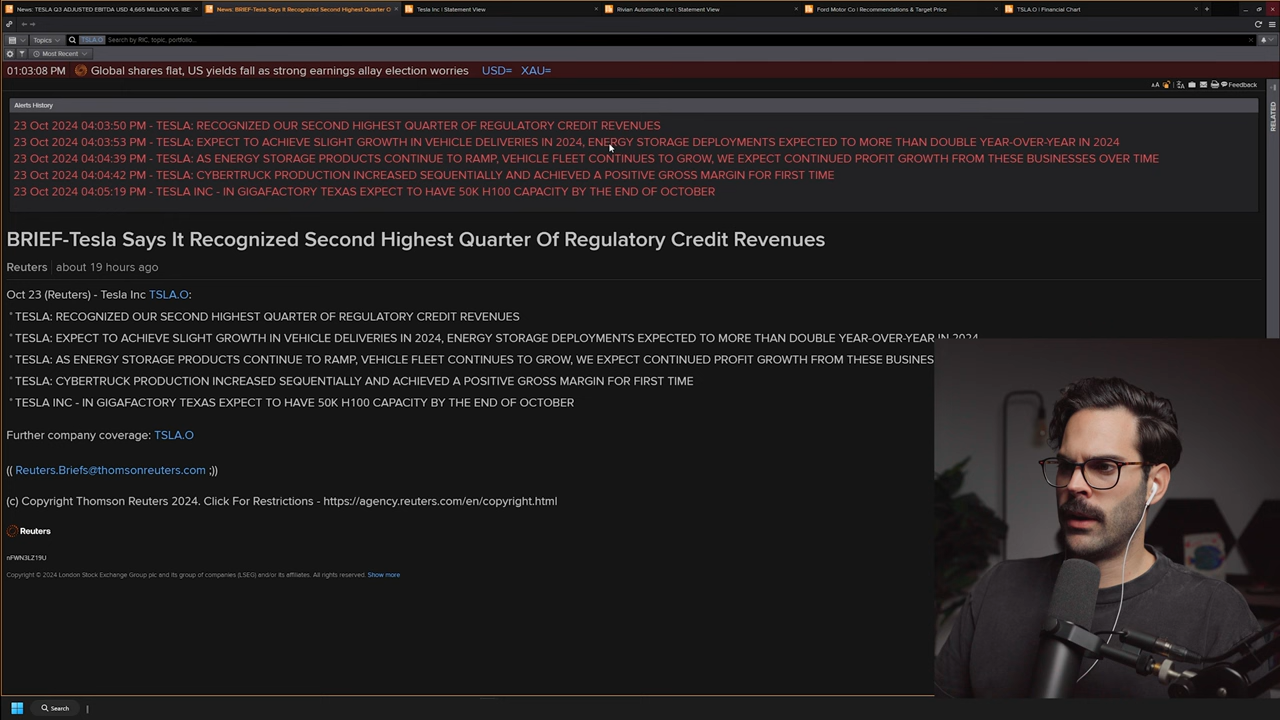 News: TESLA Q3 ADJUSTED EBITDA USD 4,665 MILLION VS. IBE
News: BRIEF-Tesla Says It Recognized Second Highest Quarter O
Tesla Inc | Statement View
Rivian Automotive Inc | Statement View
Ford Motor Co | Recommendations & Target Price
TSLA.O | Financial Chart
Topics
TSLA.O
Search by RIC, topic, portfolio...
Most Recent
01:03:08 PM
Global shares flat, US yields fall as strong earnings allay election worries
USD=
XAU=
Feedback
RELATED
Alerts History
23 Oct 2024 04:03:50 PM - TESLA: RECOGNIZED OUR SECOND HIGHEST QUARTER OF REGULATORY CREDIT REVENUES
23 Oct 2024 04:03:53 PM - TESLA: EXPECT TO ACHIEVE SLIGHT GROWTH IN VEHICLE DELIVERIES IN 2024, ENERGY STORAGE DEPLOYMENTS EXPECTED TO MORE THAN DOUBLE YEAR-OVER-YEAR IN 2024
23 Oct 2024 04:04:39 PM - TESLA: AS ENERGY STORAGE PRODUCTS CONTINUE TO RAMP, VEHICLE FLEET CONTINUES TO GROW, WE EXPECT CONTINUED PROFIT GROWTH FROM THESE BUSINESSES OVER TIME
23 Oct 2024 04:04:42 PM - TESLA: CYBERTRUCK PRODUCTION INCREASED SEQUENTIALLY AND ACHIEVED A POSITIVE GROSS MARGIN FOR FIRST TIME
23 Oct 2024 04:05:19 PM - TESLA INC - IN GIGAFACTORY TEXAS EXPECT TO HAVE 50K H100 CAPACITY BY THE END OF OCTOBER
BRIEF-Tesla Says It Recognized Second Highest Quarter Of Regulatory Credit Revenues
Reuters | about 19 hours ago
Oct 23 (Reuters) - Tesla Inc TSLA.O:
* TESLA: RECOGNIZED OUR SECOND HIGHEST QUARTER OF REGULATORY CREDIT REVENUES
* TESLA: EXPECT TO ACHIEVE SLIGHT GROWTH IN VEHICLE DELIVERIES IN 2024, ENERGY STORAGE DEPLOYMENTS EXPECTED TO MORE THAN DOUBLE YEAR-OVER-YEAR IN 2024
* TESLA: AS ENERGY STORAGE PRODUCTS CONTINUE TO RAMP, VEHICLE FLEET CONTINUES TO GROW, WE EXPECT CONTINUED PROFIT GROWTH FROM THESE BUSINES
* TESLA: CYBERTRUCK PRODUCTION INCREASED SEQUENTIALLY AND ACHIEVED A POSITIVE GROSS MARGIN FOR FIRST TIME
* TESLA INC - IN GIGAFACTORY TEXAS EXPECT TO HAVE 50K H100 CAPACITY BY THE END OF OCTOBER
Further company coverage: TSLA.O
(( Reuters.Briefs@thomsonreuters.com ;))
(c) Copyright Thomson Reuters 2024. Click For Restrictions - https://agency.reuters.com/en/copyright.html
Reuters
nFWN3LZ19U
Copyright © 2024 London Stock Exchange Group plc and its group of companies (LSEG) and/or its affiliates. All rights reserved. Show more
Search